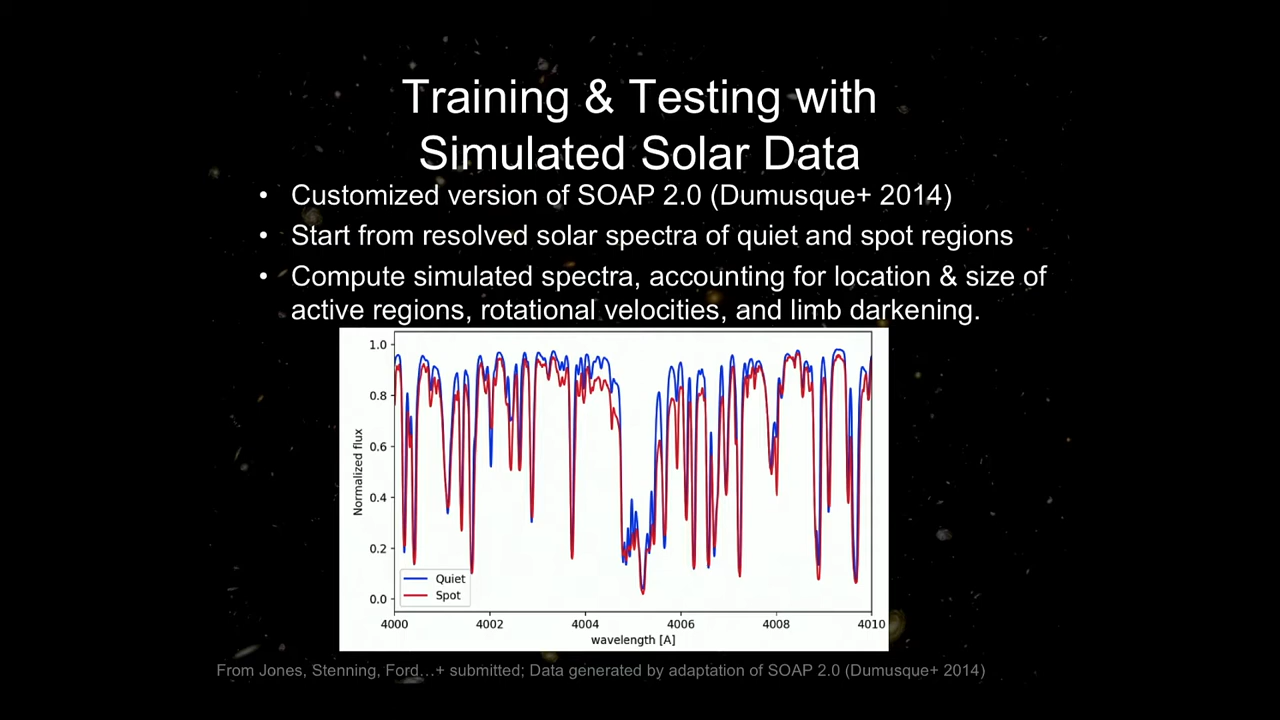 Training & Testing with
Simulated Solar Data
• Customized version of SOAP 2.0 (Dumusque+ 2014)
• Start from resolved solar spectra of quiet and spot regions
• Compute simulated spectra, accounting for location & size of
active regions, rotational velocities, and limb darkening.
1.0
0.8
0.6
0.4
0.2
0.0
Normalized flux
Quiet
Spot
4000 4002 4004 4006 4008 4010
wavelength [A]
From Jones, Stenning, Ford…+ submitted; Data generated by adaptation of SOAP 2.0 (Dumusque+ 2014)